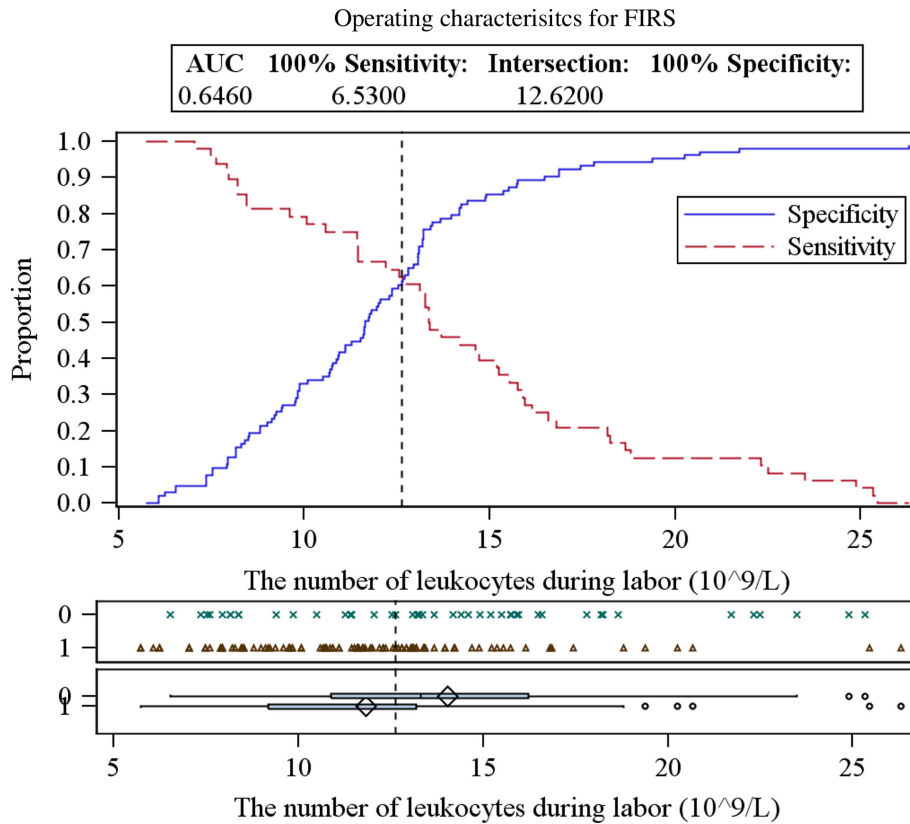 Operating characterisitcs for FIRS
AUC 100% Sensitivity: Intersection: 100% Specificity:
0.6460 6.5300 12.6200
1.0
0.9
0.8
0.7
0.6
0.5
0.4
0.3
0.2
0.1
0.0
Proportion
Specificity
Sensitivity
5 10 15 20 25
The number of leukocytes during labor (10^9/L)
0
1
0
1
5 10 15 20 25
The number of leukocytes during labor (10^9/L)